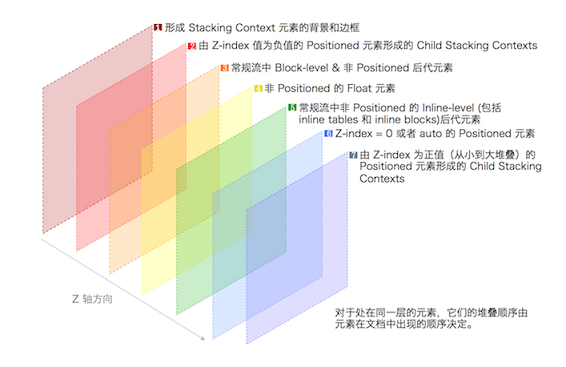 1 形成 Stacking Context 元素的背景和边框
2 由 Z-index 值为负值的 Positioned 元素形成的 Child Stacking Contexts
3 常规流中 Block-level & 非 Positioned 后代元素
4 非 Positioned 的 Float 元素
5 常规流中非 Positioned 的 Inline-level (包括
inline tables 和 inline blocks)后代元素
6 Z-index = 0 或者 auto 的 Positioned 元素
7 由 Z-index 为正值（从小到大堆叠）的
Positioned 元素形成的 Child Stacking
Contexts
Z 轴方向
对于处在同一层的元素，它们的堆叠顺序由
元素在文档中出现的顺序决定。